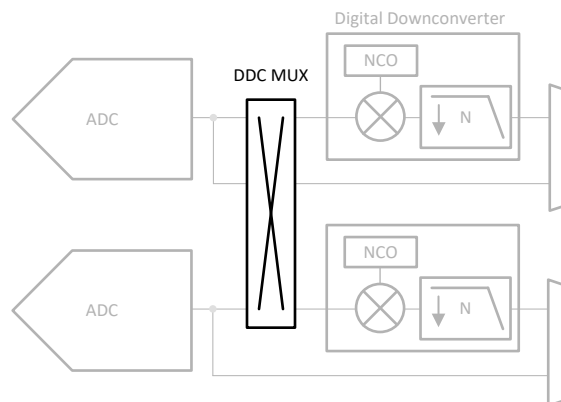 Digital Downconverter
NCO
DDC MUX
ADC
N
NCO
ADC
N